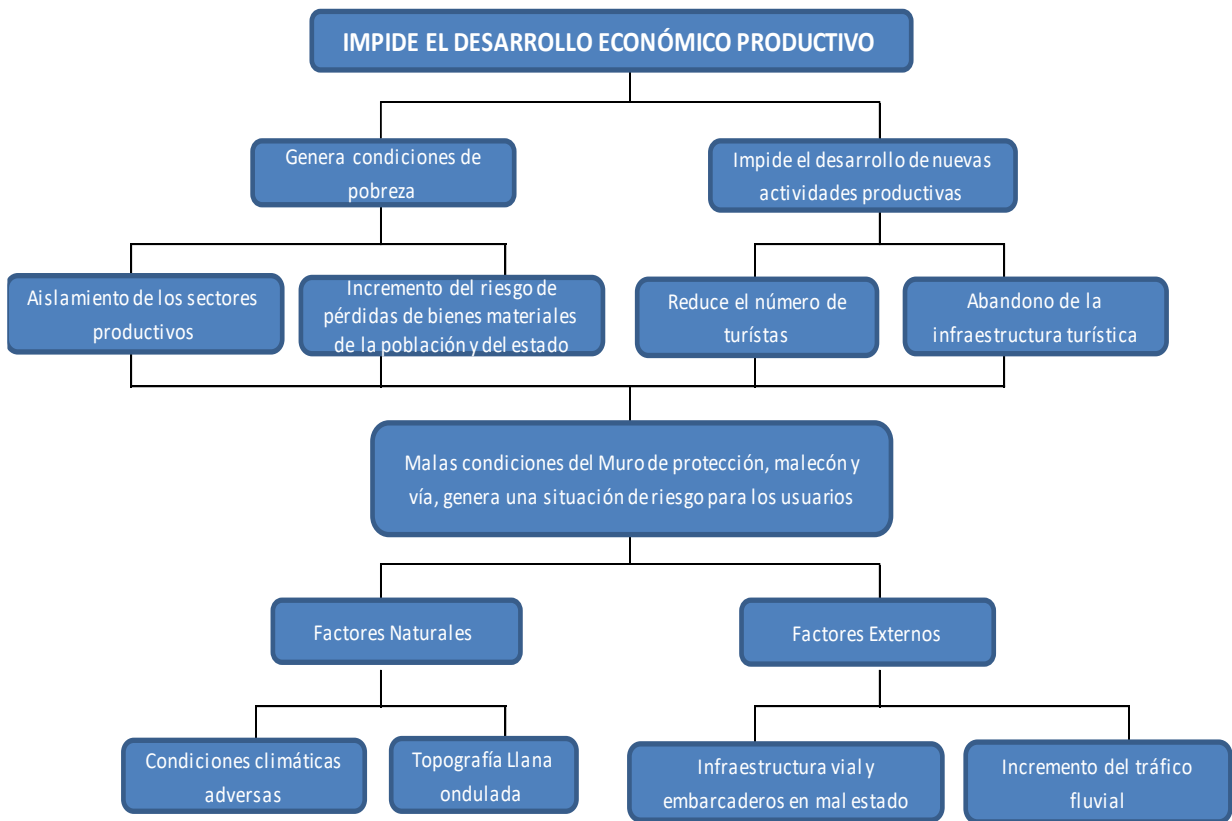 IMPIDE EL DESARROLLO ECONÓMICO PRODUCTIVO
Genera condiciones de
pobreza
Impide el desarrollo de nuevas
actividades productivas
Aislamiento de los sectores
productivos
Incremento del riesgo de
pérdidas de bienes materiales
de la población y del estado
Reduce el número de
turístas
Abandono de la
infraestructura turística
Malas condiciones del Muro de protección, malecón y
vía, genera una situación de riesgo para los usuarios
Factores Naturales
Factores Externos
Condiciones climáticas
adversas
Topografía Llana
ondulada
Infraestructura vial y
embarcaderos en mal estado
Incremento del tráfico
fluvial